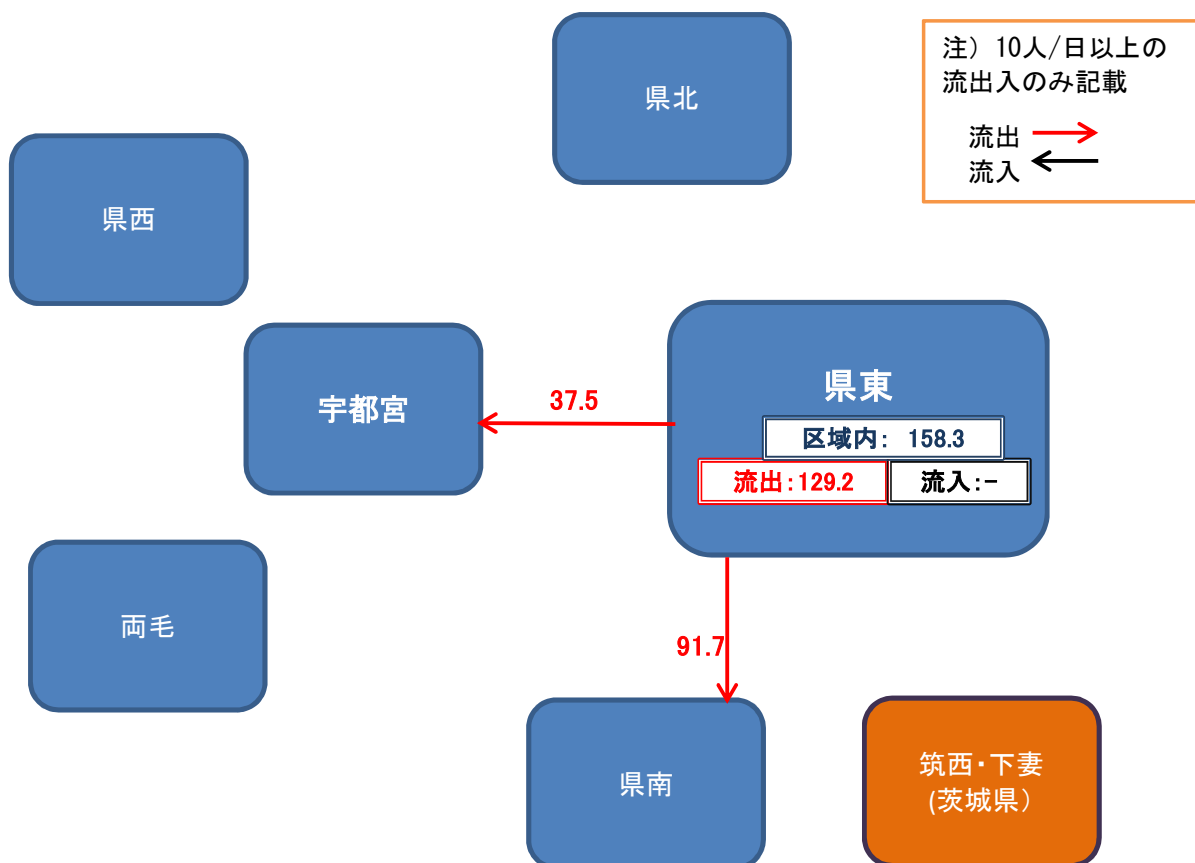 県北
注) 10人/日以上の
流出入のみ記載
流出
流入
県西
宇都宮
37.5
県東
区域内: 158.3
流出:129.2
流入:−
両毛
91.7
県南
筑西・下妻
(茨城県)